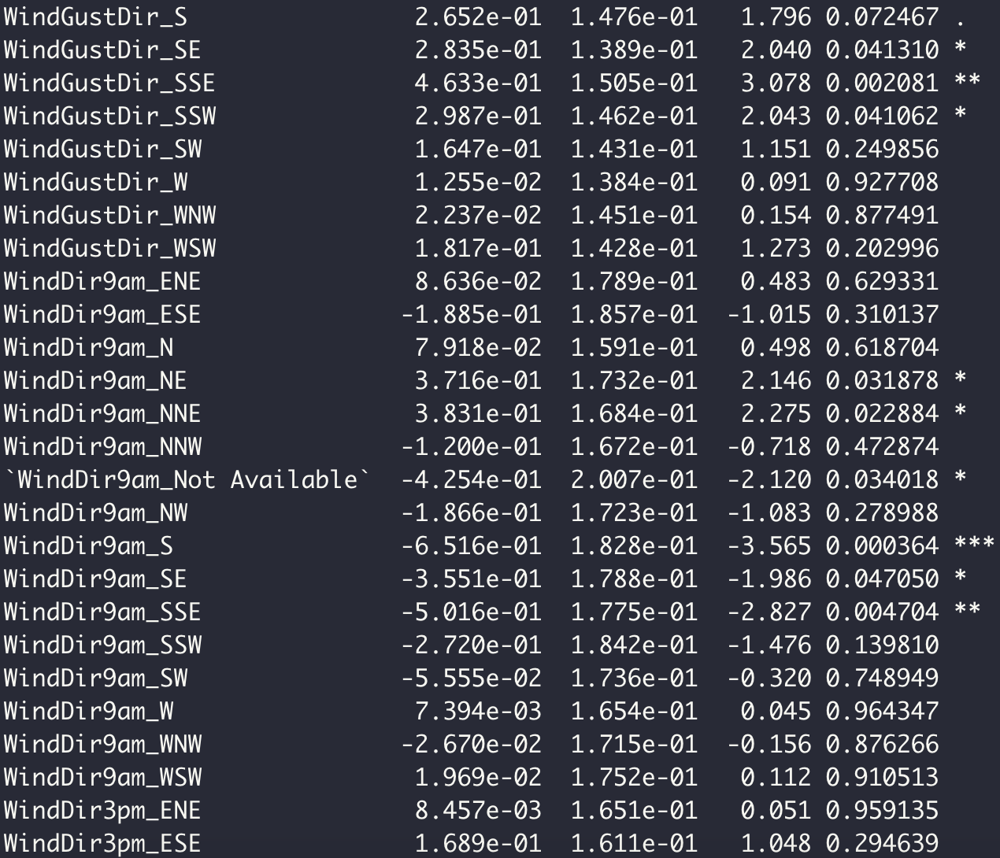 WindGustDir_S 2.652e-01 1.476e-01 1.796 0.072467 .
WindGustDir_SE 2.835e-01 1.389e-01 2.040 0.041310 *
WindGustDir_SSE 4.633e-01 1.505e-01 3.078 0.002081 **
WindGustDir_SSW 2.987e-01 1.462e-01 2.043 0.041062 *
WindGustDir_SW 1.647e-01 1.431e-01 1.151 0.249856
WindGustDir_W 1.255e-02 1.384e-01 0.091 0.927708
WindGustDir_WNW 2.237e-02 1.451e-01 0.154 0.877491
WindGustDir_WSW 1.817e-01 1.428e-01 1.273 0.202996
WindDir9am_ENE 8.636e-02 1.789e-01 0.483 0.629331
WindDir9am_ESE -1.885e-01 1.857e-01 -1.015 0.310137
WindDir9am_N 7.918e-02 1.591e-01 0.498 0.618704
WindDir9am_NE 3.716e-01 1.732e-01 2.146 0.031878 *
WindDir9am_NNE 3.831e-01 1.684e-01 2.275 0.022884 *
WindDir9am_NNW -1.200e-01 1.672e-01 -0.718 0.472874
`WindDir9am_Not Available` -4.254e-01 2.007e-01 -2.120 0.034018 *
WindDir9am_NW -1.866e-01 1.723e-01 -1.083 0.278988
WindDir9am_S -6.516e-01 1.828e-01 -3.565 0.000364 ***
WindDir9am_SE -3.551e-01 1.788e-01 -1.986 0.047050 *
WindDir9am_SSE -5.016e-01 1.775e-01 -2.827 0.004704 **
WindDir9am_SSW -2.720e-01 1.842e-01 -1.476 0.139810
WindDir9am_SW -5.555e-02 1.736e-01 -0.320 0.748949
WindDir9am_W 7.394e-03 1.654e-01 0.045 0.964347
WindDir9am_WNW -2.670e-02 1.715e-01 -0.156 0.876266
WindDir9am_WSW 1.969e-02 1.752e-01 0.112 0.910513
WindDir3pm_ENE 8.457e-03 1.651e-01 0.051 0.959135
WindDir3pm_ESE 1.689e-01 1.611e-01 1.048 0.294639